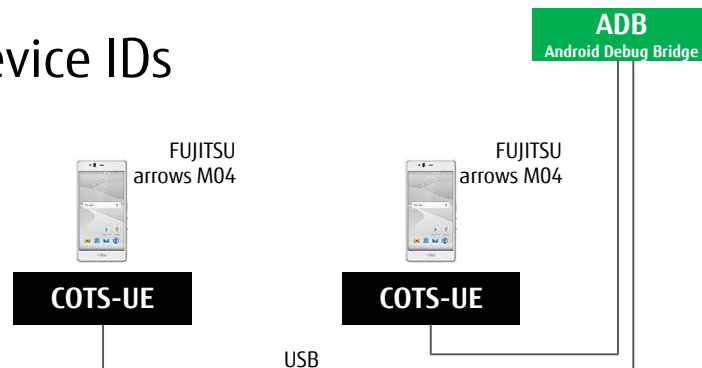 evice IDs
ADB
Android Debug Bridge
FUJITSU
arrows M04
FUJITSU
arrows M04
COTS-UE
COTS-UE
USB